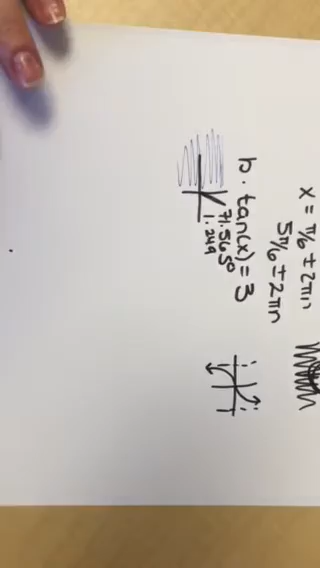 x = π/6 ± 2πn
5π/6 ± 2πn
b. tan(x) = 3
71.565°
1.249